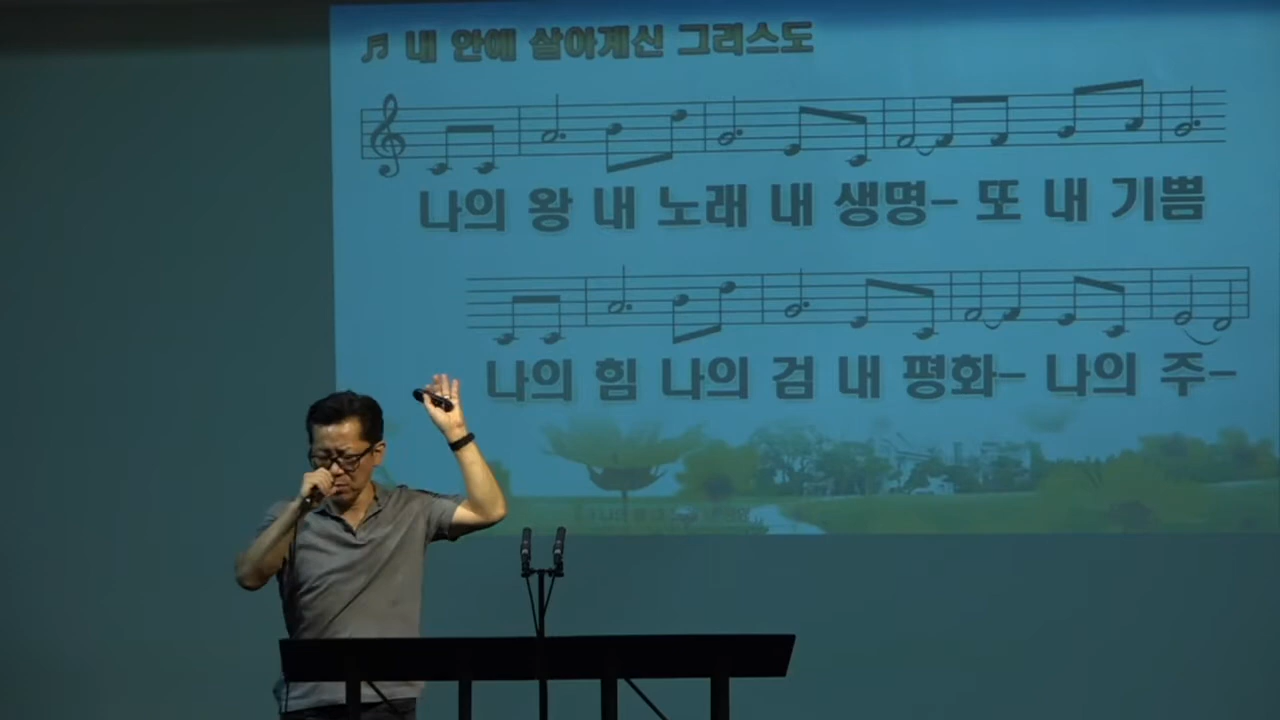 ♬ 내 안에 살아계신 그리스도
나의 왕 내 노래 내 생명- 또 내 기쁨
나의 힘 나의 검 내 평화- 나의 주-